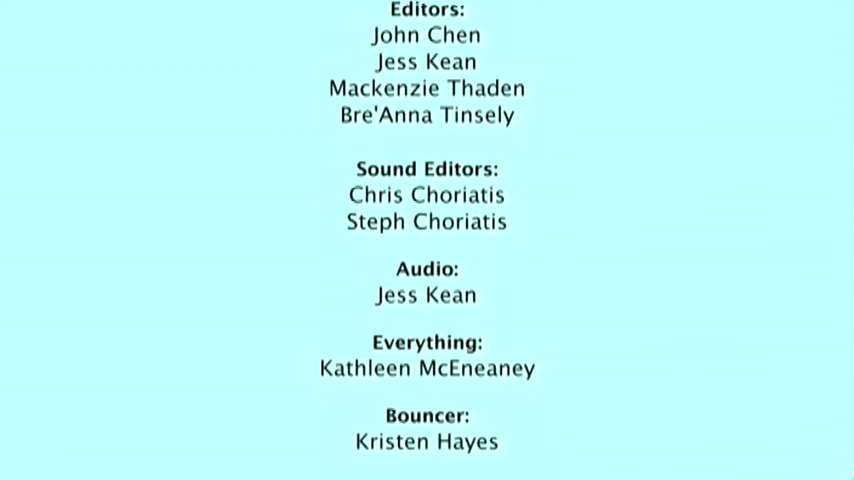 Editors:
John Chen
Jess Kean
Mackenzie Thaden
Bre'Anna Tinsely
Sound Editors:
Chris Choriatis
Steph Choriatis
Audio:
Jess Kean
Everything:
Kathleen McEneaney
Bouncer:
Kristen Hayes